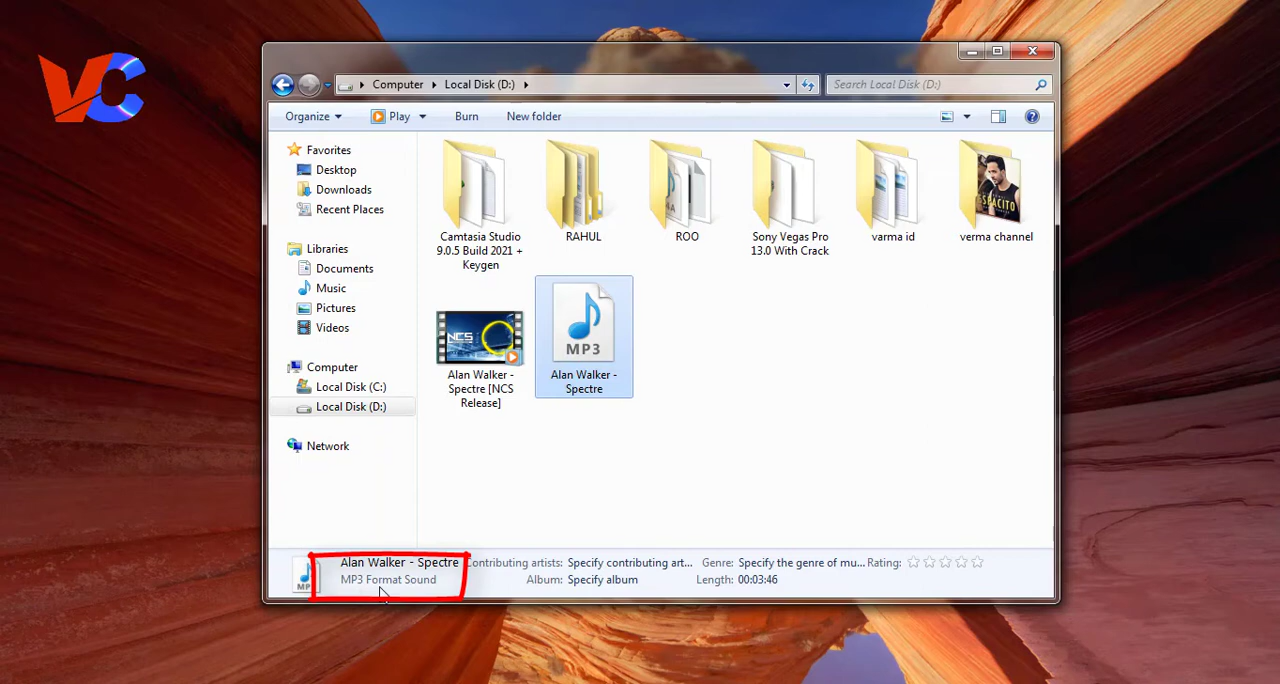 VC
Computer
Local Disk (D:)
Search Local Disk (D:)
Organize
Play
Burn
New folder
Favorites
Desktop
Downloads
Recent Places
Libraries
Documents
Music
Pictures
Videos
Computer
Local Disk (C:)
Local Disk (D:)
Network
Camtasia Studio
9.0.5 Build 2021 +
Keygen
RAHUL
ROO
Sony Vegas Pro
13.0 With Crack
varma id
verma channel
NCS
Alan Walker -
Spectre [NCS
Release]
MP3
Alan Walker -
Spectre
Alan Walker - Spectre
MP3 Format Sound
Contributing artists: Specify contributing art...
Album: Specify album
Genre: Specify the genre of mu...
Length: 00:03:46
Rating: